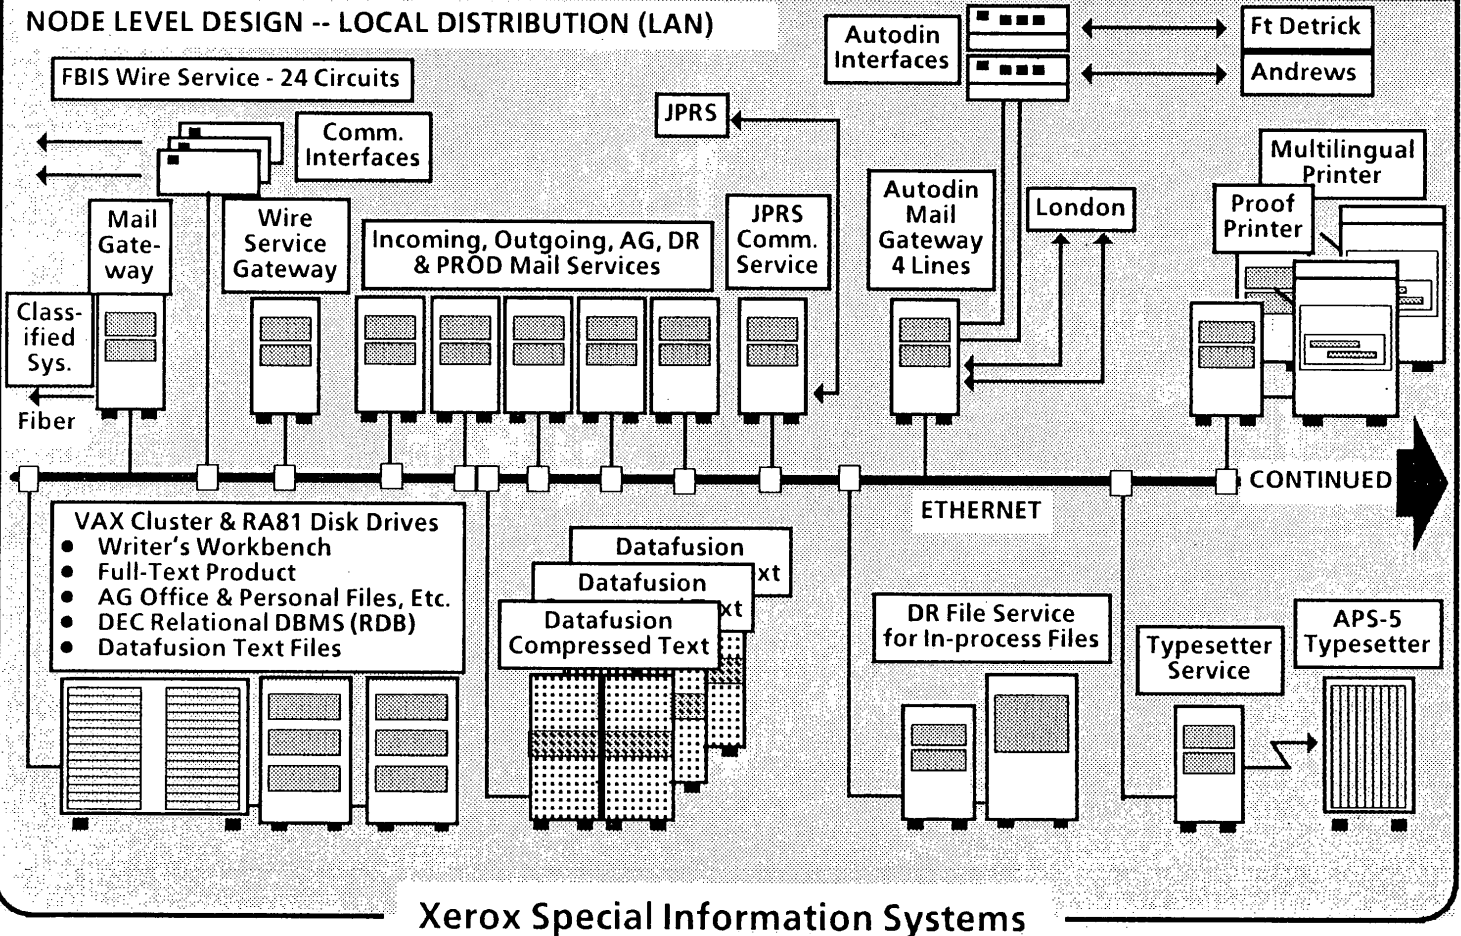 NODE LEVEL DESIGN -- LOCAL DISTRIBUTION (LAN)
FBIS Wire Service - 24 Circuits
Comm.
Interfaces
JPRS
Autodin
Interfaces
Ft Detrick
Andrews
Multilingual
Printer
Proof
Printer
Mail
Gate-
way
Wire
Service
Gateway
Incoming, Outgoing, AG, DR
& PROD Mail Services
JPRS
Comm.
Service
Autodin
Mail
Gateway
4 Lines
London
Class-
ified
Sys.
Fiber
CONTINUED
ETHERNET
VAX Cluster & RA81 Disk Drives
● Writer's Workbench
● Full-Text Product
● AG Office & Personal Files, Etc.
● DEC Relational DBMS (RDB)
● Datafusion Text Files
Datafusion
xt
Datafusion
xt
Datafusion
Compressed Text
DR File Service
for In-process Files
Typesetter
Service
APS-5
Typesetter
Xerox Special Information Systems